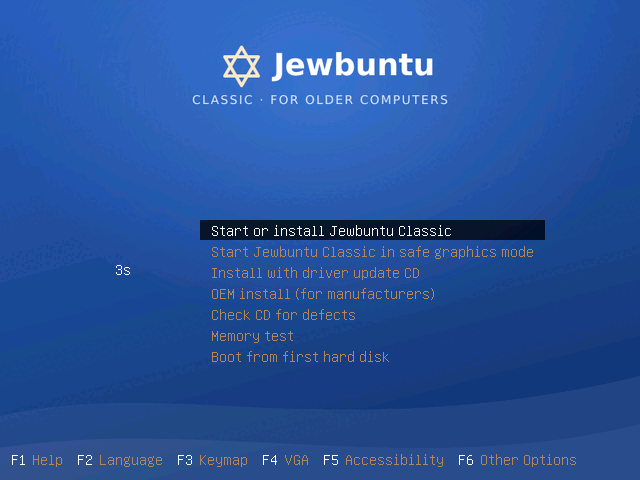 Jewbuntu
CLASSIC · FOR OLDER COMPUTERS
Start or install Jewbuntu Classic
Start Jewbuntu Classic in safe graphics mode
3s
Install with driver update CD
OEM install (for manufacturers)
Check CD for defects
Memory test
Boot from first hard disk
F1 Help F2 Language F3 Keymap F4 VGA F5 Accessibility F6 Other Options